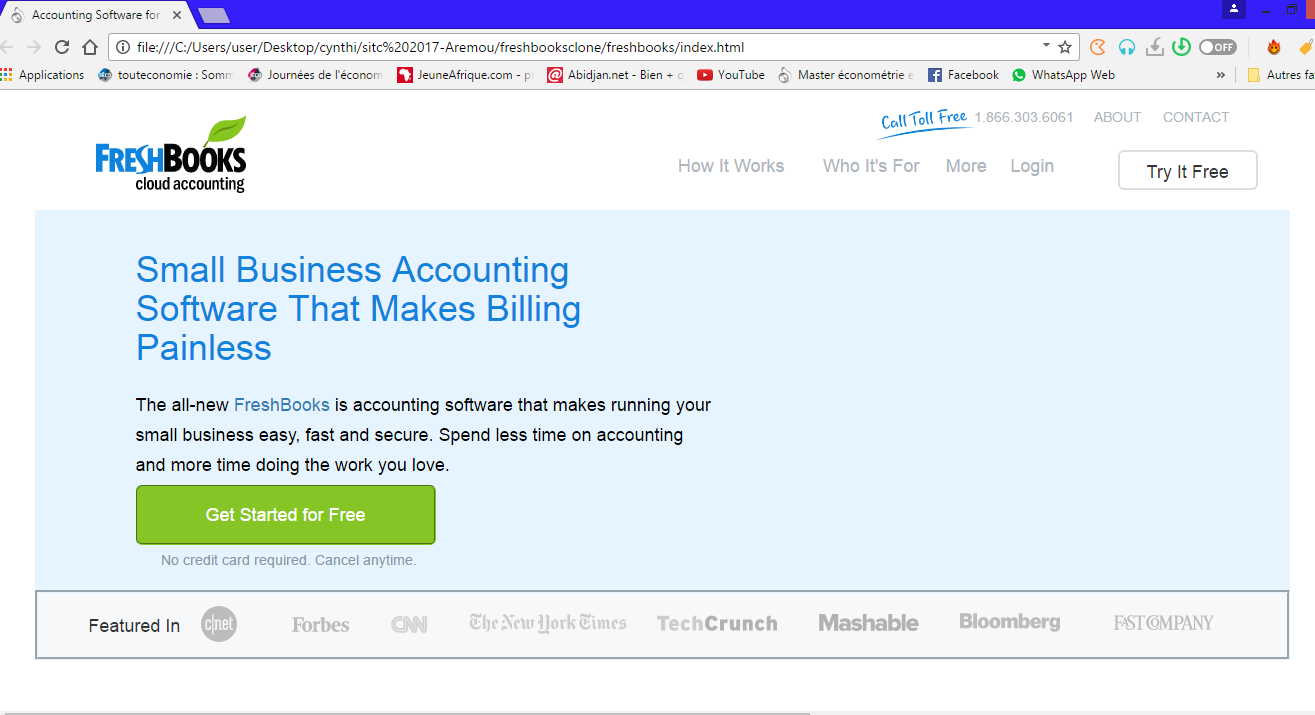 Accounting Software for
file:///C:/Users/user/Desktop/cynthi/sitc%202017-Aremou/freshbooksclone/freshbooks/index.html
OFF
Applications touteconomie : Somm Journées de l'éconon JeuneAfrique.com - p Abidjan.net - Bien + q YouTube Master économétrie e Facebook WhatsApp Web » Autres fa
Call Toll Free 1.866.303.6061 ABOUT CONTACT
FRESHBOOKS
cloud accounting
How It Works Who It's For More Login Try It Free
Small Business Accounting
Software That Makes Billing
Painless
The all-new FreshBooks is accounting software that makes running your
small business easy, fast and secure. Spend less time on accounting
and more time doing the work you love.
Get Started for Free
No credit card required. Cancel anytime.
Featured In c|net Forbes CNN The New York Times TechCrunch Mashable Bloomberg FAST COMPANY